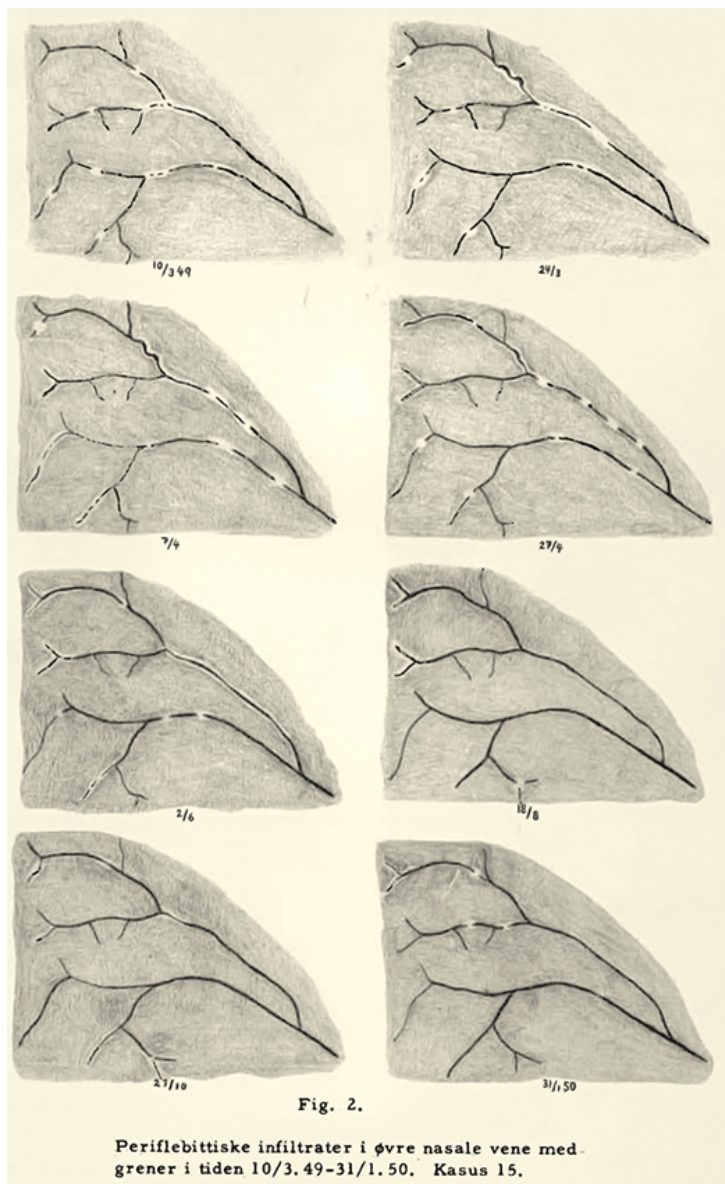 10/3 49
24/3
7/4
27/4
2/6
18/8
25/10
31/1 50
Fig. 2.
Periflebittiske infiltrater i øvre nasale vene med-
grener i tiden 10/3.49-31/1.50. Kasus 15.